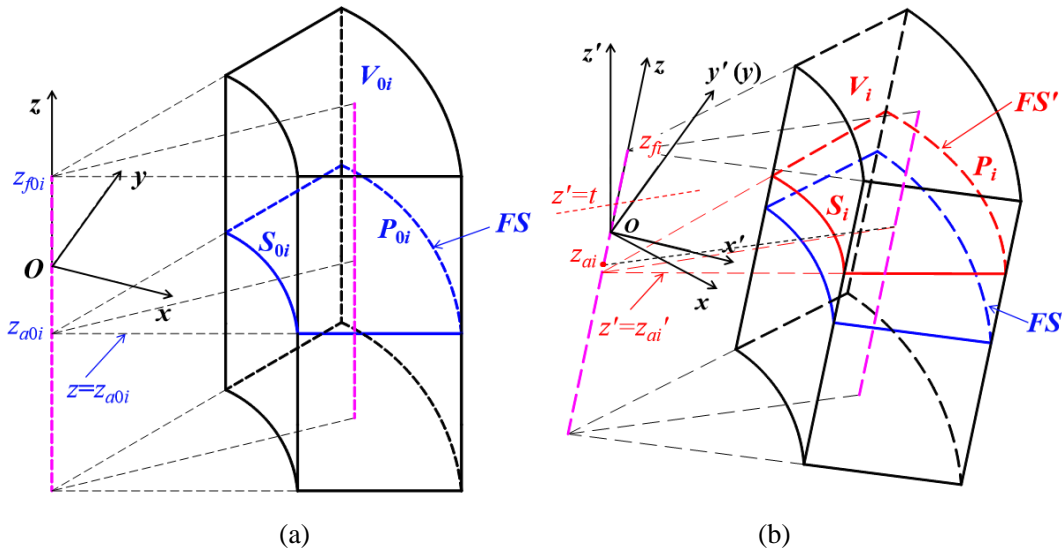 z
V0i
zf0i
y
S0i
P0i
FS
O
x
za0i
z=za0i
(a)
z′
z
y′ (y)
Vi
FS′
zfi
Pi
z′=t
Si
o
x′
zai
x
z′=zai′
FS
(b)